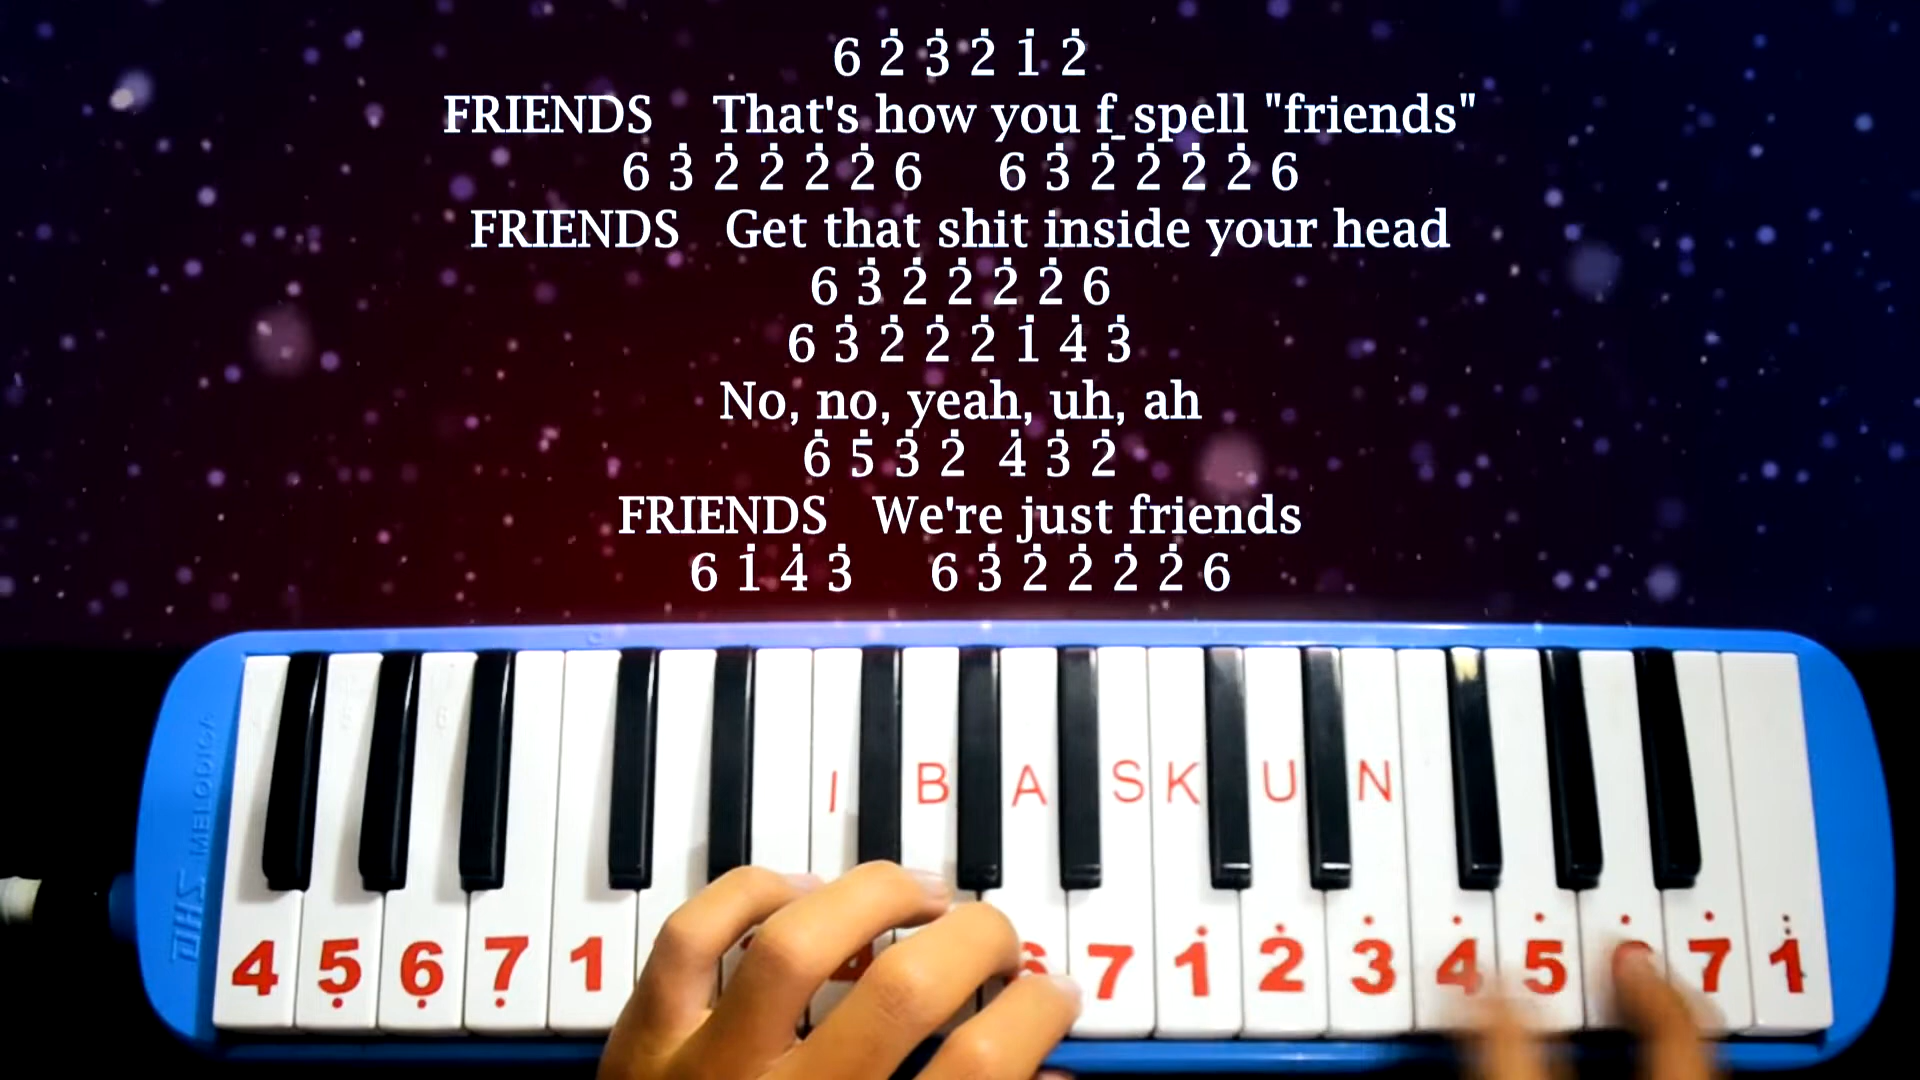 6 2̇ 3̇ 2̇ 1̇ 2̇
FRIENDS That's how you f_spell "friends"
6 3̇ 2̇ 2̇ 2̇ 2̇ 6 6 3̇ 2̇ 2̇ 2̇ 2̇ 6
FRIENDS Get that shit inside your head
6 3̇ 2̇ 2̇ 2̇ 2̇ 6
6 3̇ 2̇ 2̇ 2̇ 1̇ 4̇ 3̇
No, no, yeah, uh, ah
6̇ 5̇ 3̇ 2̇ 4̇ 3̇ 2̇
FRIENDS We're just friends
6 1̇ 4̇ 3̇ 6 3̇ 2̇ 2̇ 2̇ 2̇ 6
MELODICA
I B A S K U N
4 5̣ 6̣ 7̣ 1 6 7 1̇ 2̇ 3̇ 4̇ 5̇ 7̇ 1̈